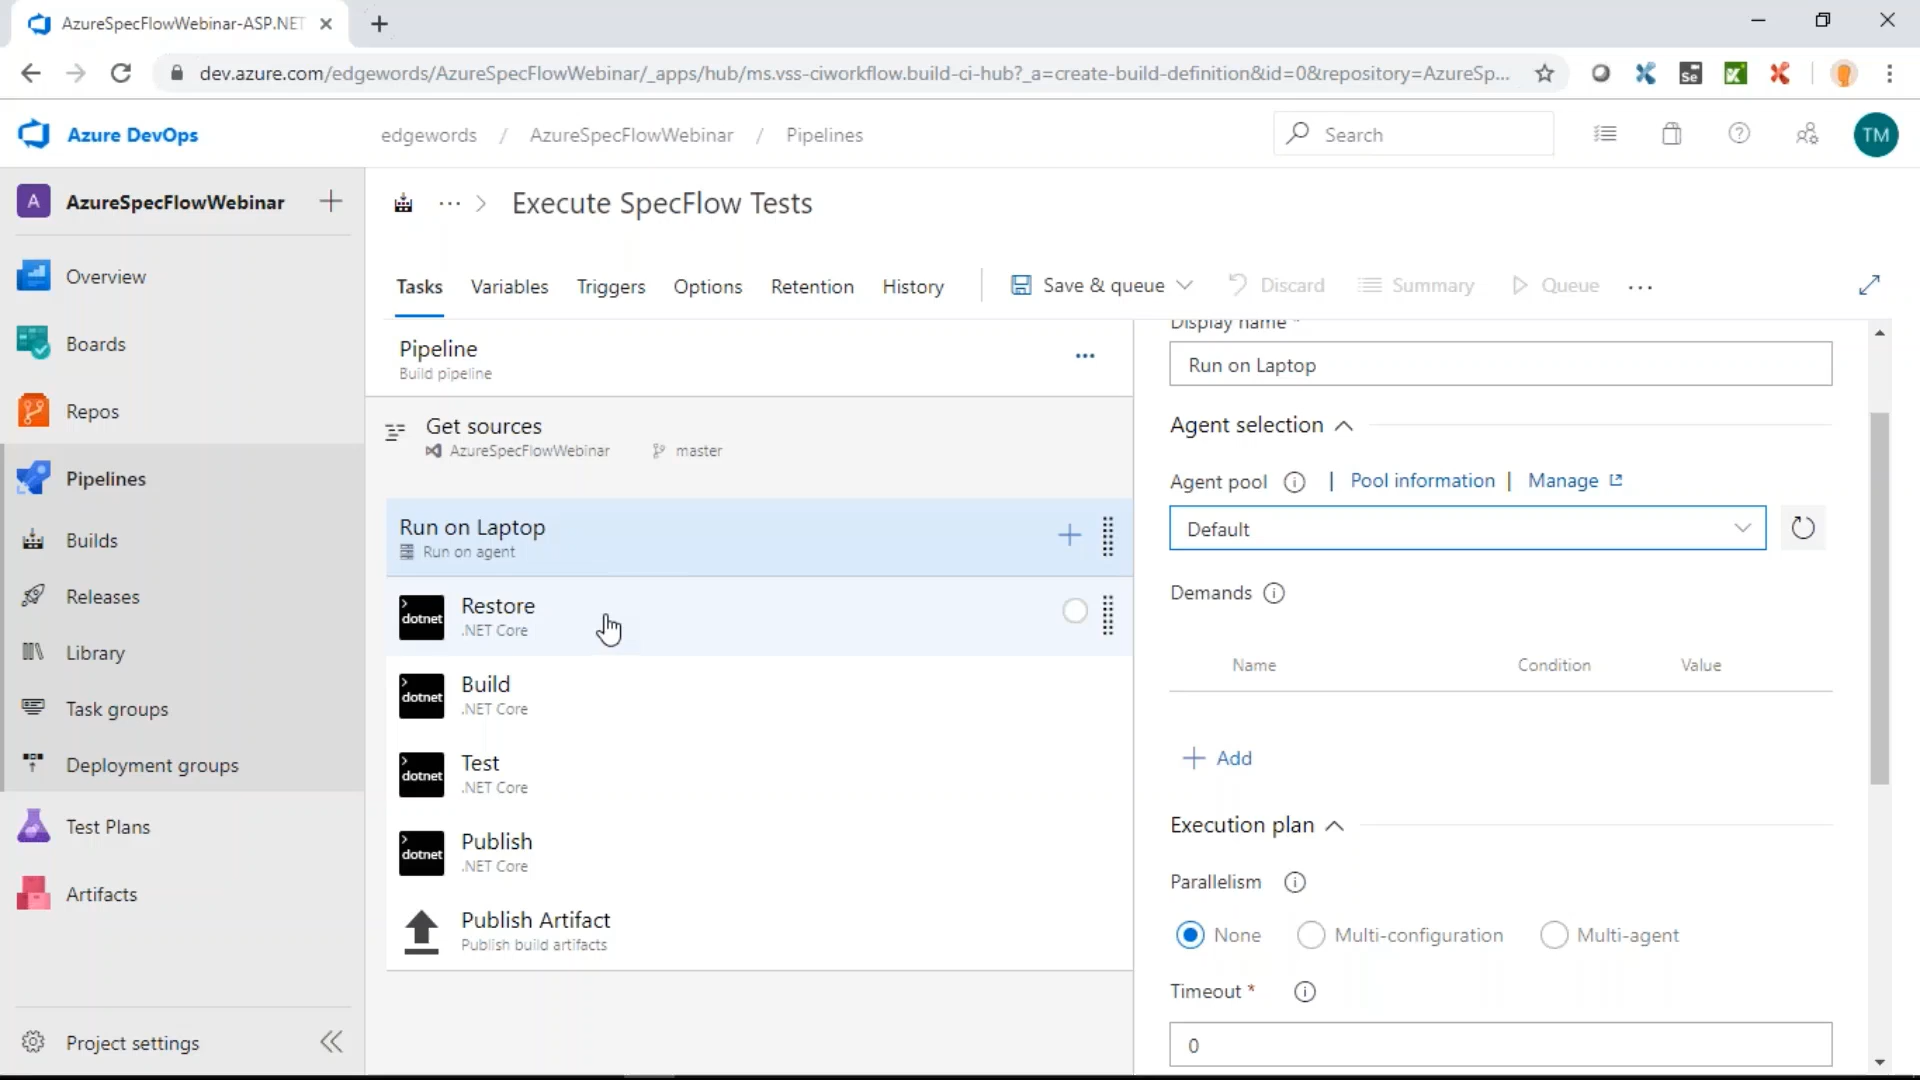 AzureSpecFlowWebinar-ASP.NET
dev.azure.com/edgewords/AzureSpecFlowWebinar/_apps/hub/ms.vss-ciworkflow.build-ci-hub?_a=create-build-definition&id=0&repository=AzureSp...
Se
Azure DevOps
edgewords / AzureSpecFlowWebinar / Pipelines
Search
TM
A AzureSpecFlowWebinar
Overview
Boards
Repos
Pipelines
Builds
Releases
Library
Task groups
Deployment groups
Test Plans
Artifacts
Project settings
... > Execute SpecFlow Tests
Tasks
Variables
Triggers
Options
Retention
History
Save & queue
Discard
Summary
Queue
...
Pipeline
Build pipeline
Get sources
AzureSpecFlowWebinar
master
Run on Laptop
Run on agent
dotnet
Restore
.NET Core
dotnet
Build
.NET Core
dotnet
Test
.NET Core
dotnet
Publish
.NET Core
Publish Artifact
Publish build artifacts
Display name *
Run on Laptop
Agent selection
Agent pool | Pool information | Manage
Default
Demands
Name Condition Value
+ Add
Execution plan
Parallelism
None Multi-configuration Multi-agent
Timeout *
0